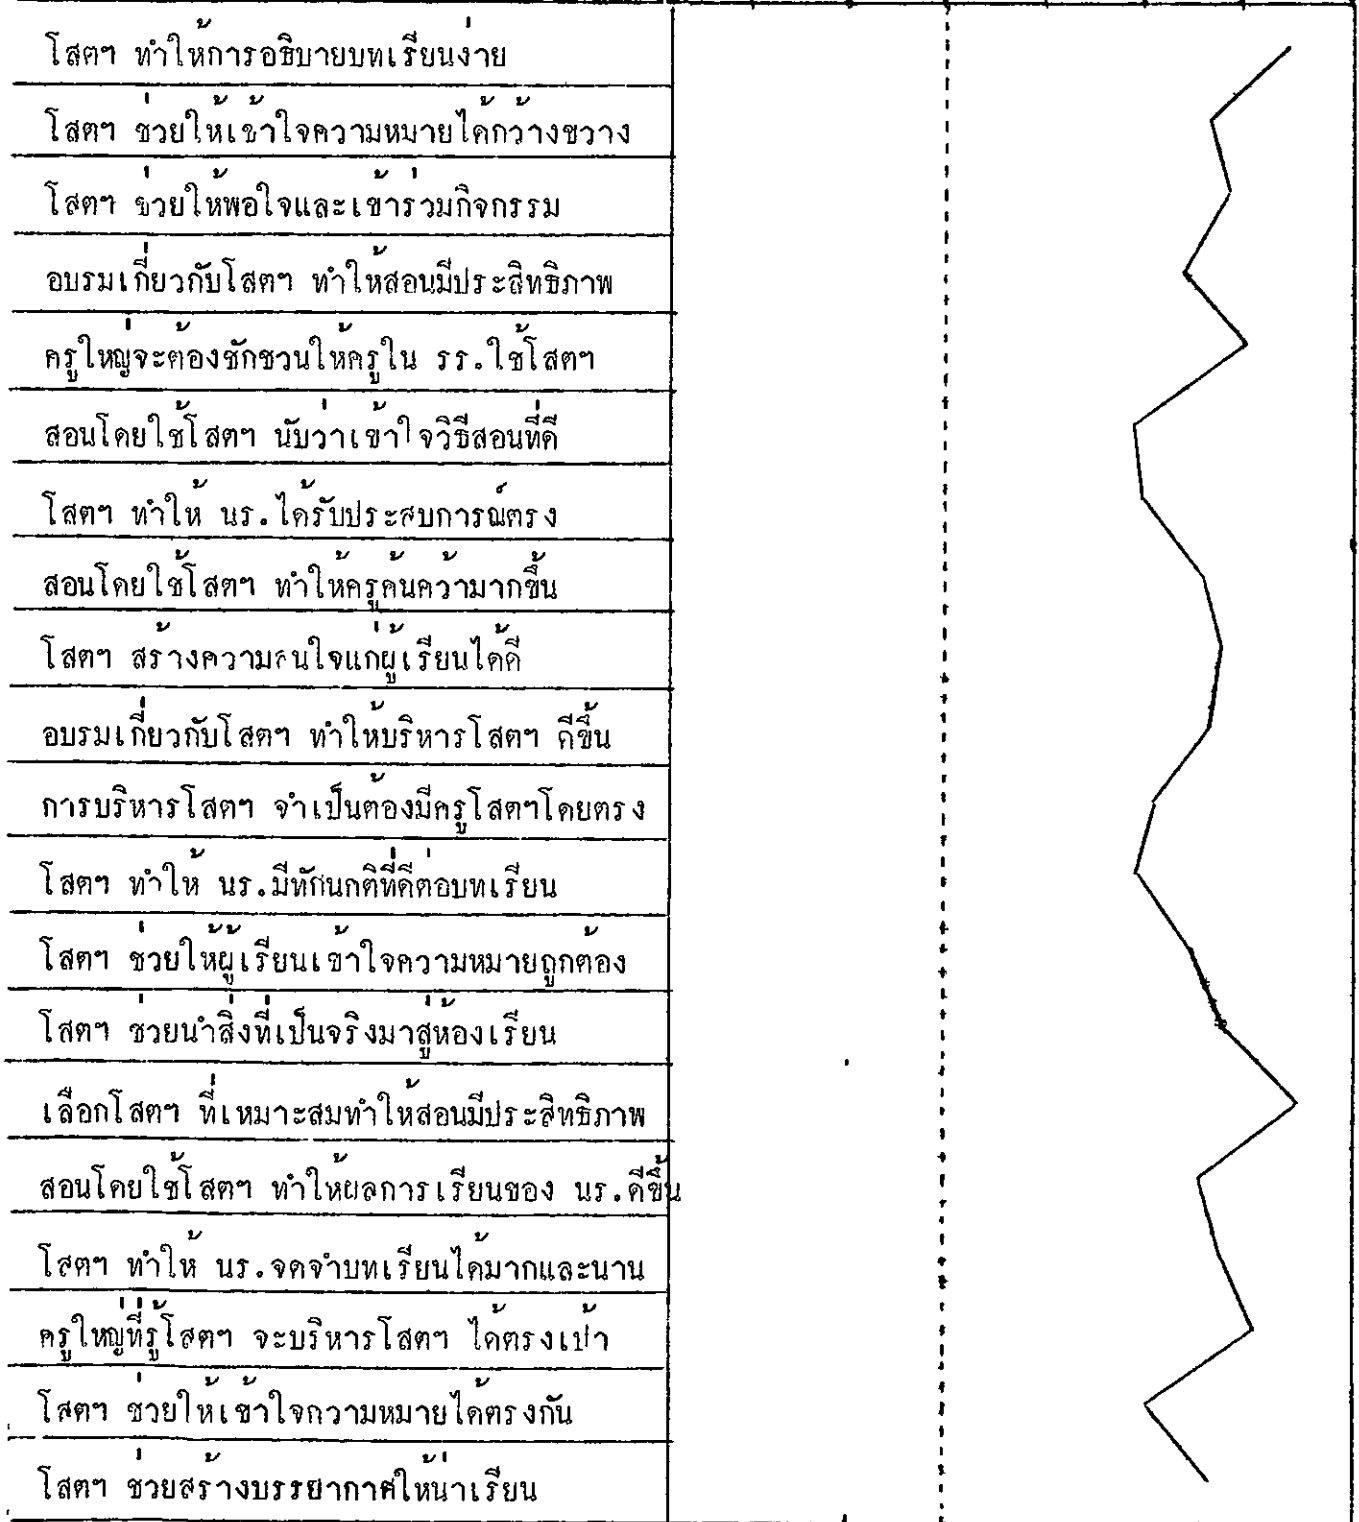 โสตฯ ทำให้การอธิบายบทเรียนง่าย
โสตฯ ช่วยให้เข้าใจความหมายได้กว้างขวาง
โสตฯ ช่วยให้พอใจและเข้าร่วมกิจกรรม
อบรมเกี่ยวกับโสตฯ ทำให้สอนมีประสิทธิภาพ
ครูใหญ่จะต้องชักชวนให้ครูใน รร.ใช้โสตฯ
สอนโดยใช้โสตฯ นับว่าเข้าใจวิธีสอนที่ดี
โสตฯ ทำให้ นร.ได้รับประสบการณ์ตรง
สอนโดยใช้โสตฯ ทำให้ครูค้นคว้ามากขึ้น
โสตฯ สร้างความสนใจแก่ผู้เรียนได้ดี
อบรมเกี่ยวกับโสตฯ ทำให้บริหารโสตฯ ดีขึ้น
การบริหารโสตฯ จำเป็นต้องมีครูโสตฯโดยตรง
โสตฯ ทำให้ นร.มีทัศนคติที่ดีต่อบทเรียน
โสตฯ ช่วยให้ผู้เรียนเข้าใจความหมายถูกต้อง
โสตฯ ช่วยนำสิ่งที่เป็นจริงมาสู่ห้องเรียน
เลือกโสตฯ ที่เหมาะสมทำให้สอนมีประสิทธิภาพ
สอนโดยใช้โสตฯ ทำให้ผลการเรียนของ นร.ดีขึ้น
โสตฯ ทำให้ นร.จดจำบทเรียนได้มากและนาน
ครูใหญ่ที่รู้โสตฯ จะบริหารโสตฯ ได้ตรงเป้า
โสตฯ ช่วยให้เข้าใจความหมายได้ตรงกัน
โสตฯ ช่วยสร้างบรรยากาศให้น่าเรียน